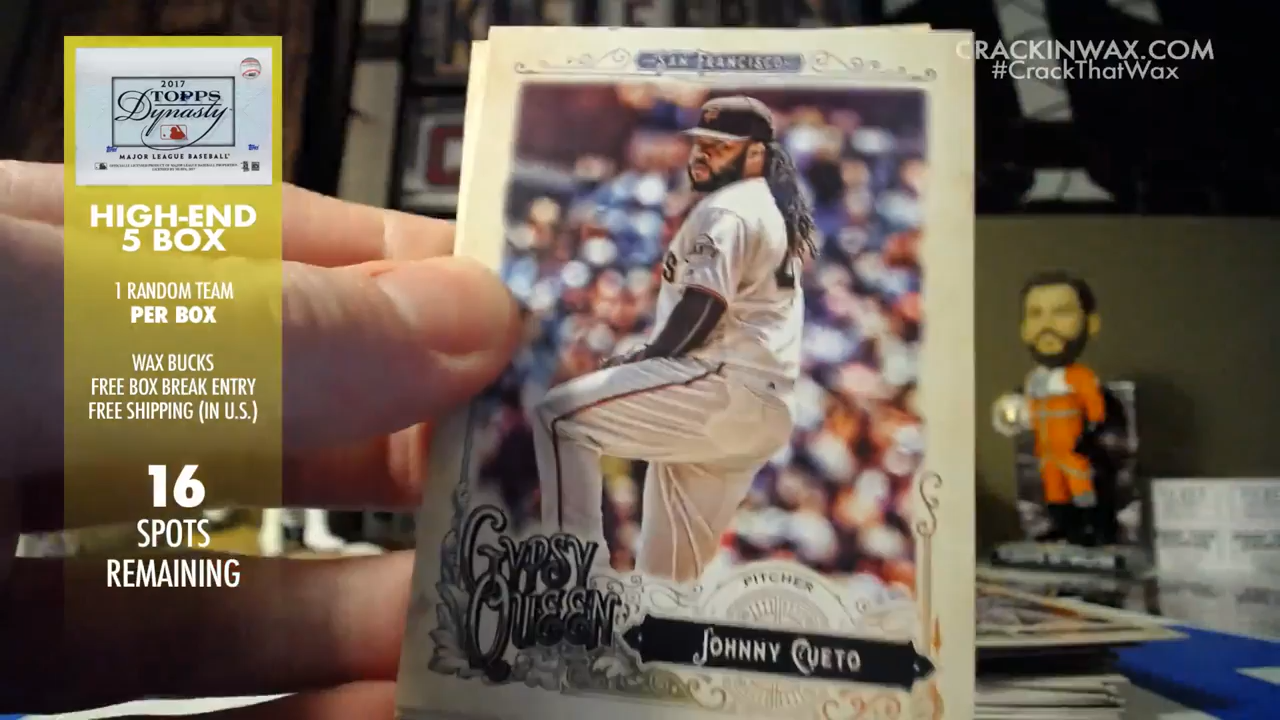 2017
TOPPS
Dynasty
MAJOR LEAGUE BASEBALL
HIGH-END
5 BOX
1 RANDOM TEAM
PER BOX
WAX BUCKS
FREE BOX BREAK ENTRY
FREE SHIPPING (IN U.S.)
16
SPOTS
REMAINING
SAN FRANCISCO
GYPSY
QUEEN
PITCHER
JOHNNY CUETO
CRACKINWAX.COM
#CrackThatWax